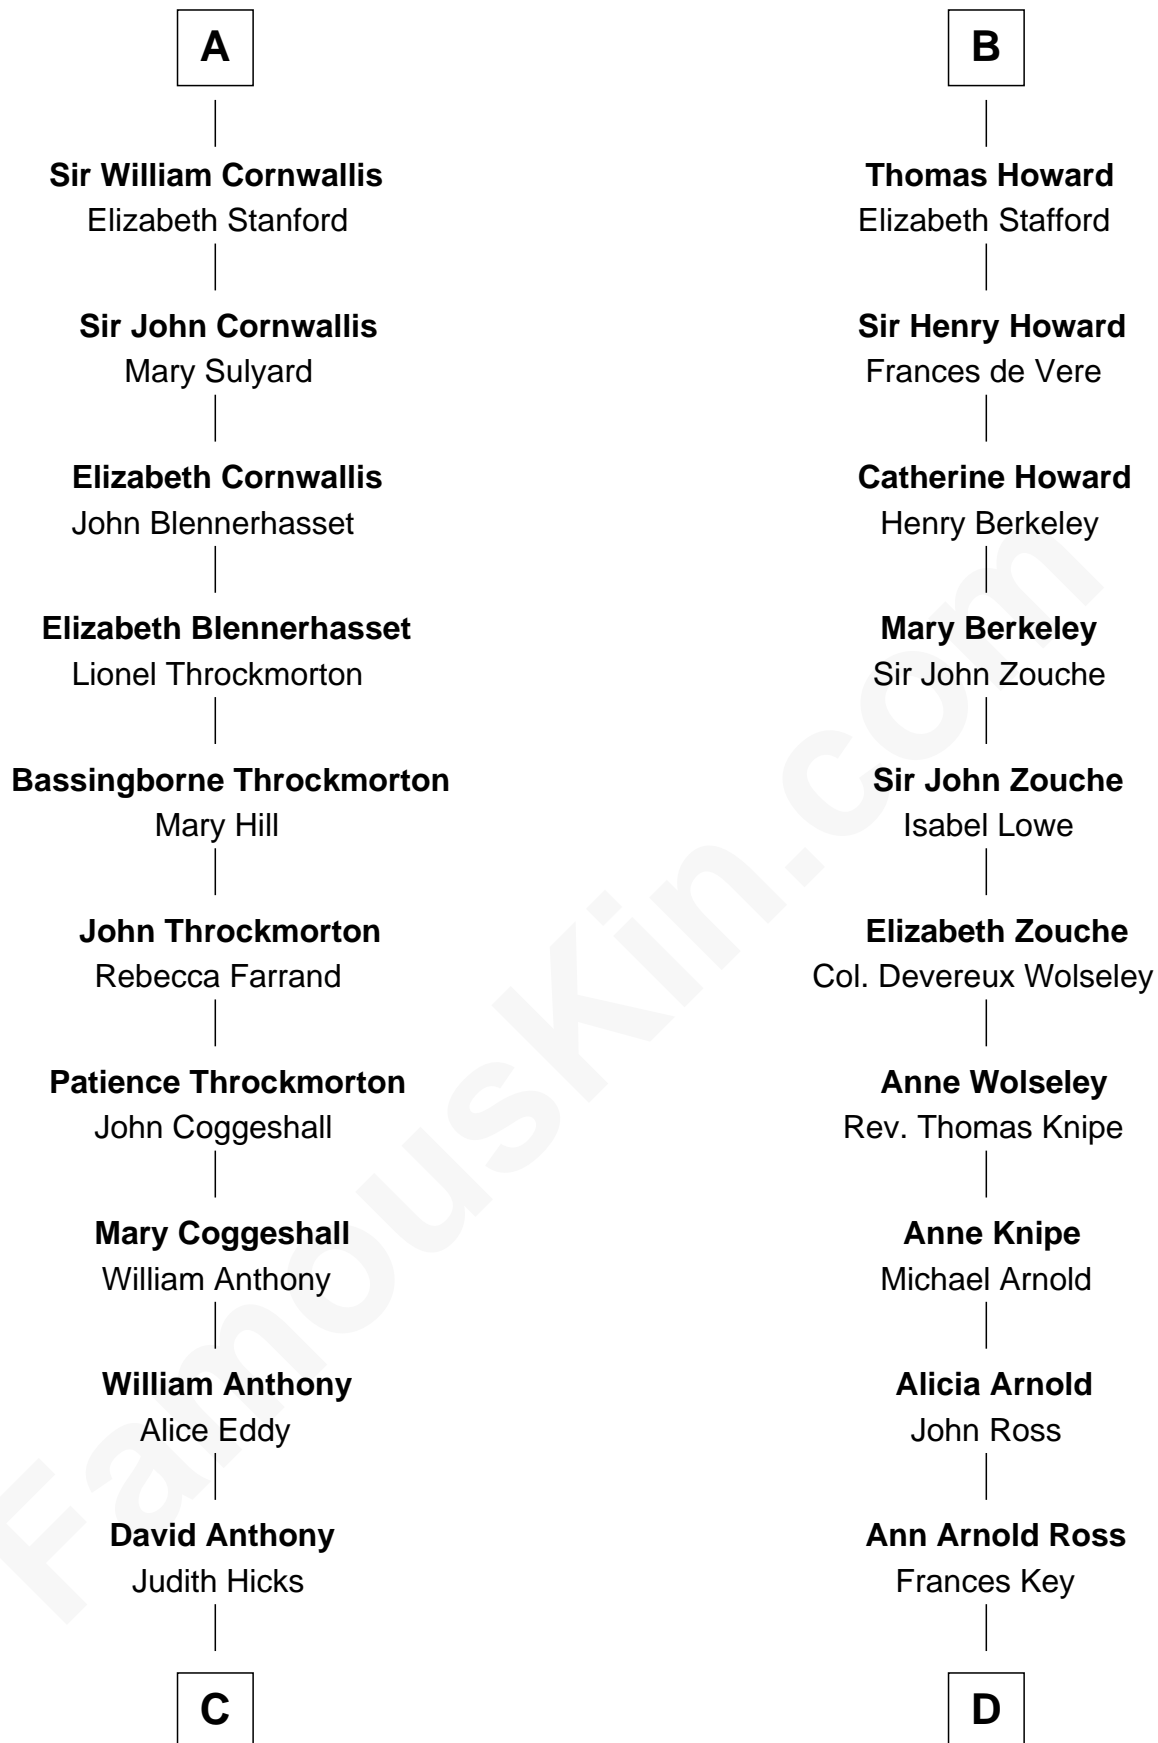 A
Sir William Cornwallis
Elizabeth Stanford
Sir John Cornwallis
Mary Sulyard
Elizabeth Cornwallis
John Blennerhasset
Elizabeth Blennerhasset
Lionel Throckmorton
Bassingborne Throckmorton
Mary Hill
John Throckmorton
Rebecca Farrand
Patience Throckmorton
John Coggeshall
Mary Coggeshall
William Anthony
William Anthony
Alice Eddy
David Anthony
Judith Hicks
C
B
Thomas Howard
Elizabeth Stafford
Sir Henry Howard
Frances de Vere
Catherine Howard
Henry Berkeley
Mary Berkeley
Sir John Zouche
Sir John Zouche
Isabel Lowe
Elizabeth Zouche
Col. Devereux Wolseley
Anne Wolseley
Rev. Thomas Knipe
Anne Knipe
Michael Arnold
Alicia Arnold
John Ross
Ann Arnold Ross
Frances Key
D
FamousKin.com